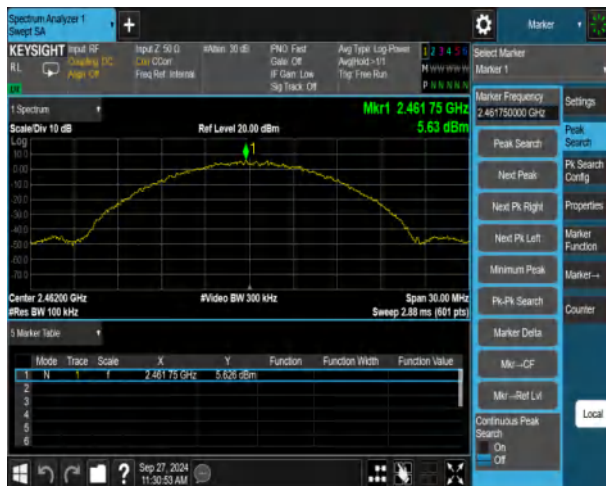 Spectrum Analyzer 1
Swept SA
+
Marker
KEYSIGHT
RL
Input: RF
Coupling: DC
Align: Off
Input Z: 50 Ω
Corr CCorr
Freq Ref: Internal
#Atten: 30 dB
PNO: Fast
Gate: Off
IF Gain: Low
Sig Track: Off
Avg Type: Log-Power
Avg|Hold:>1/1
Trig: Free Run
1 2 3 4 5 6
M W W W W W
P N N N N N
Select Marker
Marker 1
1 Spectrum
Scale/Div 10 dB
Ref Level 20.00 dBm
Mkr1 2.461 75 GHz
5.63 dBm
Log
10.0
0.00
-10.0
-20.0
-30.0
-40.0
-50.0
-60.0
-70.0
1
Center 2.46200 GHz
#Res BW 100 kHz
#Video BW 300 kHz
Span 30.00 MHz
Sweep 2.88 ms (601 pts)
5 Marker Table
Mode Trace Scale X Y Function Function Width Function Value
1 N 1 f 2.461 75 GHz 5.626 dBm
2
3
4
5
6
Marker Frequency
2.461750000 GHz
Peak Search
Next Peak
Next Pk Right
Next Pk Left
Minimum Peak
Pk-Pk Search
Marker Delta
Mkr→CF
Mkr→Ref Lvl
Continuous Peak
Search
On
Off
Settings
Peak
Search
Pk Search
Config
Properties
Marker
Function
Marker→
Counter
Local
?
Sep 27, 2024
11:30:53 AM